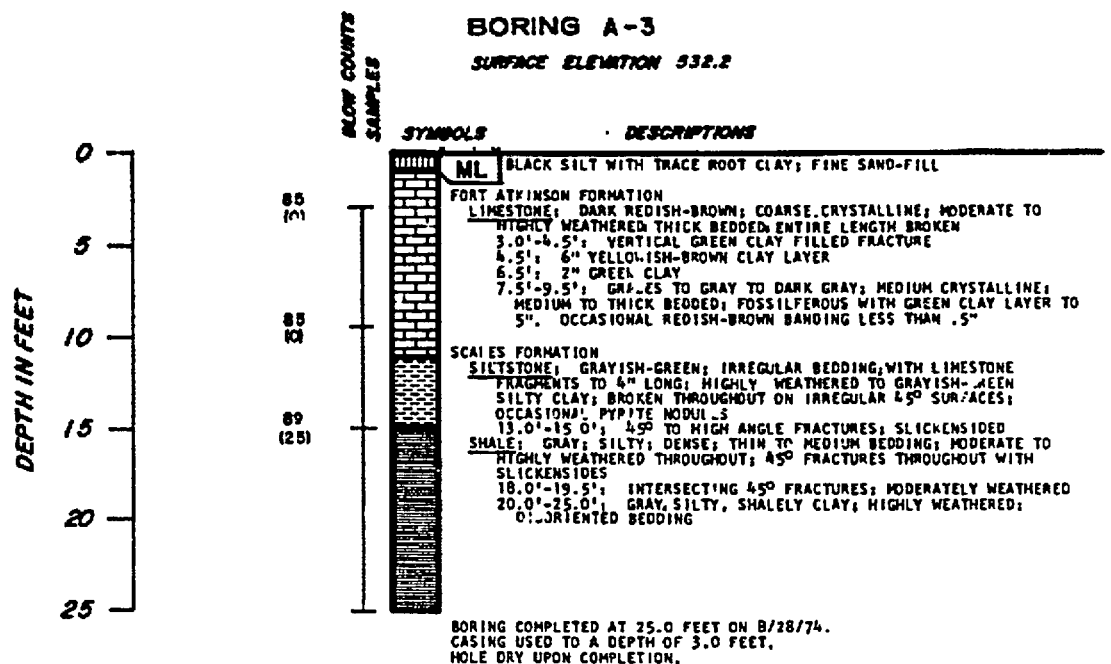 BORING A-3
SURFACE ELEVATION 532.2
BLOW COUNTS
SAMPLES
SYMBOLS
DESCRIPTIONS
DEPTH IN FEET
0
5
10
15
20
25
85
(0)
85
(0)
89
(25)
ML
BLACK SILT WITH TRACE ROOT CLAY; FINE SAND-FILL
FORT ATKINSON FORMATION
LIMESTONE; DARK REDISH-BROWN; COARSE CRYSTALLINE; MODERATE TO
HIGHLY WEATHERED THICK BEDDED ENTIRE LENGTH BROKEN
3.0'-4.5'; VERTICAL GREEN CLAY FILLED FRACTURE
4.5'; 6" YELLOWISH-BROWN CLAY LAYER
6.5'; 2" GREEN CLAY
7.5'-9.5'; TO GRAY TO DARK GRAY; MEDIUM CRYSTALLINE;
MEDIUM TO THICK BEDDED; FOSSILFEROUS WITH GREEN CLAY LAYER TO
5". OCCASIONAL REDISH-BROWN BANDING LESS THAN .5"
SCALES FORMATION
SILTSTONE; GRAYISH-GREEN; IRREGULAR BEDDING; WITH LIMESTONE
FRAGMENTS TO 4" LONG; HIGHLY WEATHERED TO GRAYISH-GREEN
SILTY CLAY; BROKEN THROUGHOUT ON IRREGULAR 45° SURFACES;
OCCASIONAL PYRITE NODULES
13.0'-15.0'; 45° TO HIGH ANGLE FRACTURES; SLICKENSIDED
SHALE; GRAY; SILTY; DENSE; THIN TO MEDIUM BEDDING; MODERATE TO
HIGHLY WEATHERED THROUGHOUT; 45° FRACTURES THROUGHOUT WITH
SLICKENSIDES
18.0'-19.5'; INTERSECTING 45° FRACTURES; MODERATELY WEATHERED
20.0'-25.0'; GRAY, SILTY, SHALELY CLAY; HIGHLY WEATHERED;
BEDDING
BORING COMPLETED AT 25.0 FEET ON 8/28/74.
CASING USED TO A DEPTH OF 3.0 FEET.
HOLE DRY UPON COMPLETION.